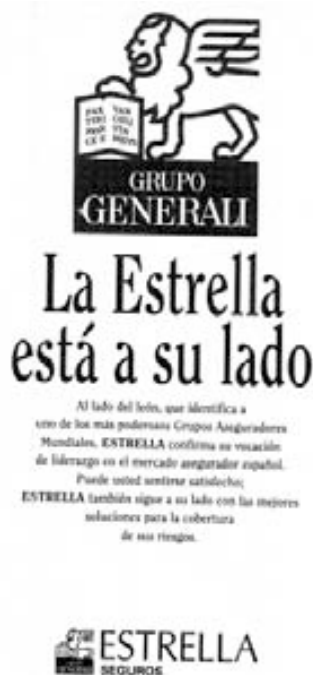 GRUPO
GENERALI
La Estrella
está a su lado
Al lado del león, que identifica a
uno de los más poderosos Grupos Aseguradores
Mundiales, ESTRELLA confirma su vocación
de liderazgo en el mercado asegurador español.
Puede usted sentirse satisfecho;
ESTRELLA también sigue a su lado con las mejores
soluciones para la cobertura
de sus riesgos.
ESTRELLA
SEGUROS